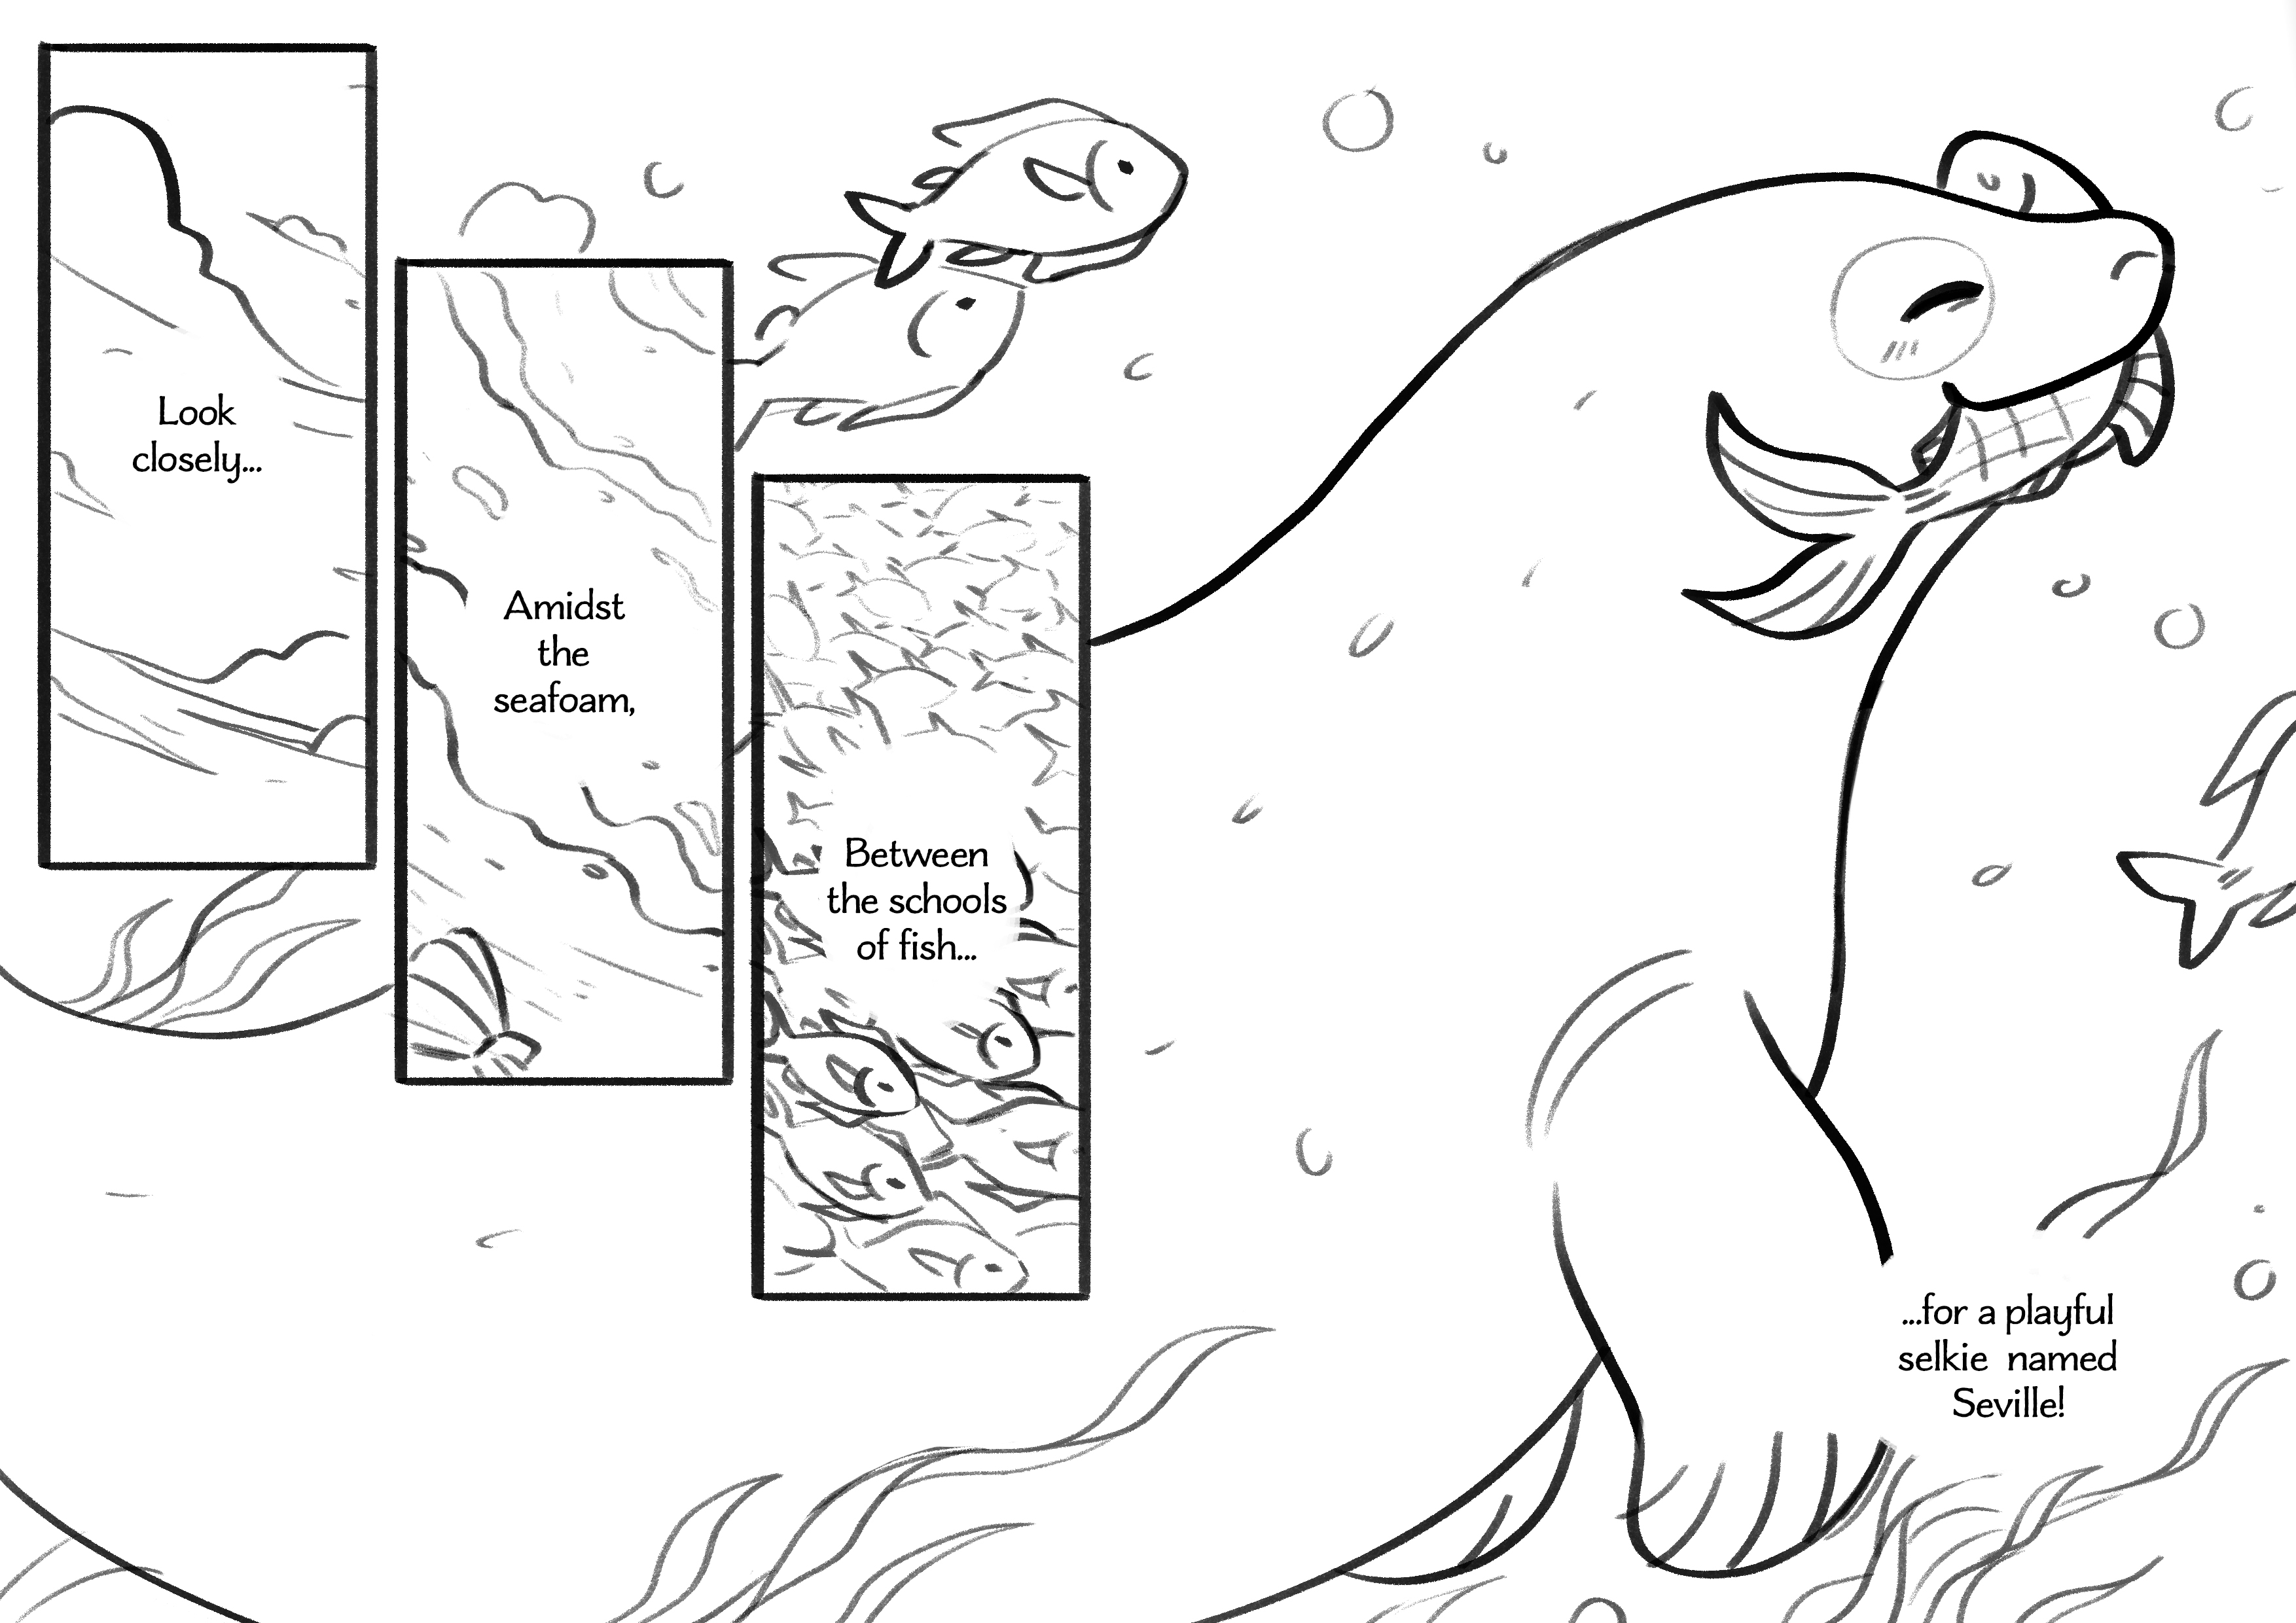 Look
closely...
Amidst
the
seafoam,
Between
the schools
of fish...
...for a playful
selkie named
Seville!